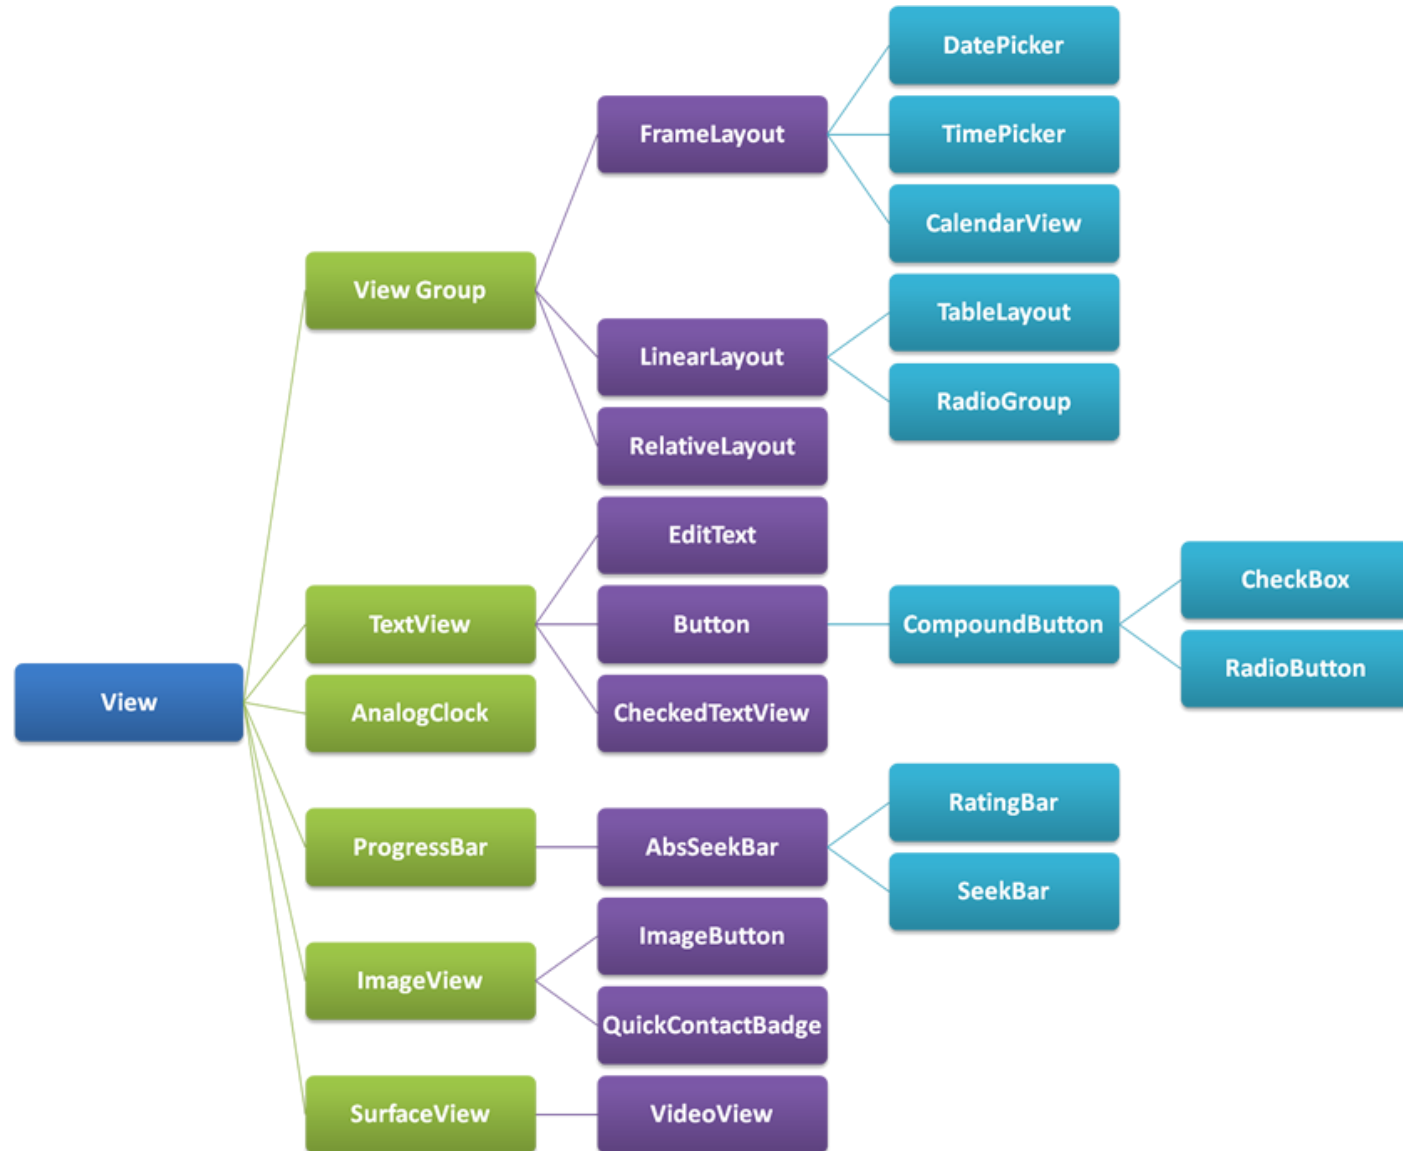 DatePicker
FrameLayout
TimePicker
CalendarView
View Group
TableLayout
LinearLayout
RadioGroup
RelativeLayout
EditText
CheckBox
TextView
Button
CompoundButton
RadioButton
View
AnalogClock
CheckedTextView
RatingBar
ProgressBar
AbsSeekBar
SeekBar
ImageButton
ImageView
QuickContactBadge
SurfaceView
VideoView